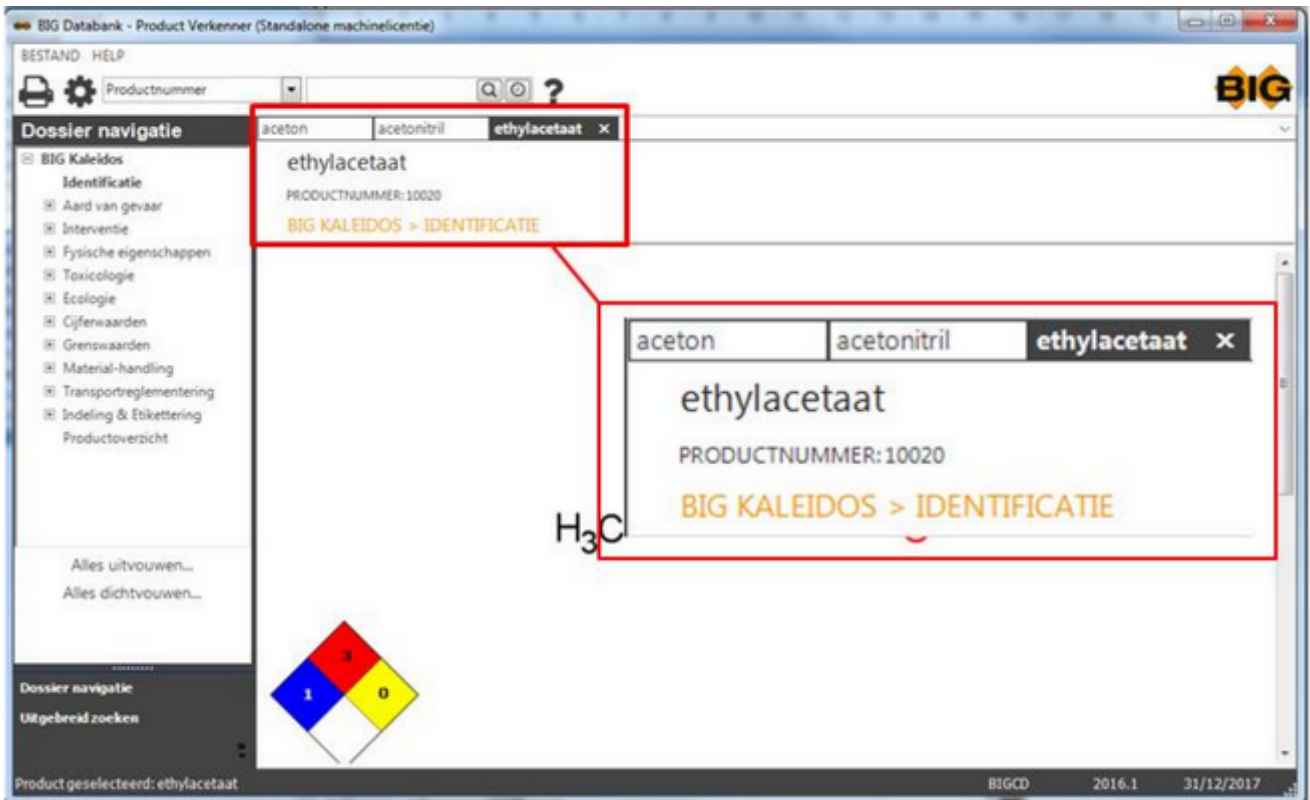 BIG Databank - Product Verkenner (Standalone machinelicentie)
BESTAND HELP
Productnummer
?
BIG
Dossier navigatie
aceton acetonitril ethylacetaat ×
BIG Kaleidos
Identificatie
Aard van gevaar
Interventie
Fysische eigenschappen
Toxicologie
Ecologie
Cijferwaarden
Grenswaarden
Material-handling
Transportreglementering
Indeling & Etikettering
Productoverzicht
ethylacetaat
PRODUCTNUMMER:10020
BIG KALEIDOS > IDENTIFICATIE
aceton acetonitril ethylacetaat ×
ethylacetaat
PRODUCTNUMMER:10020
BIG KALEIDOS > IDENTIFICATIE
H3C
Alles uitvouwen...
Alles dichtvouwen...
3
1 0
Dossier navigatie
Uitgebreid zoeken
Product geselecteerd: ethylacetaat BIGCD 2016.1 31/12/2017